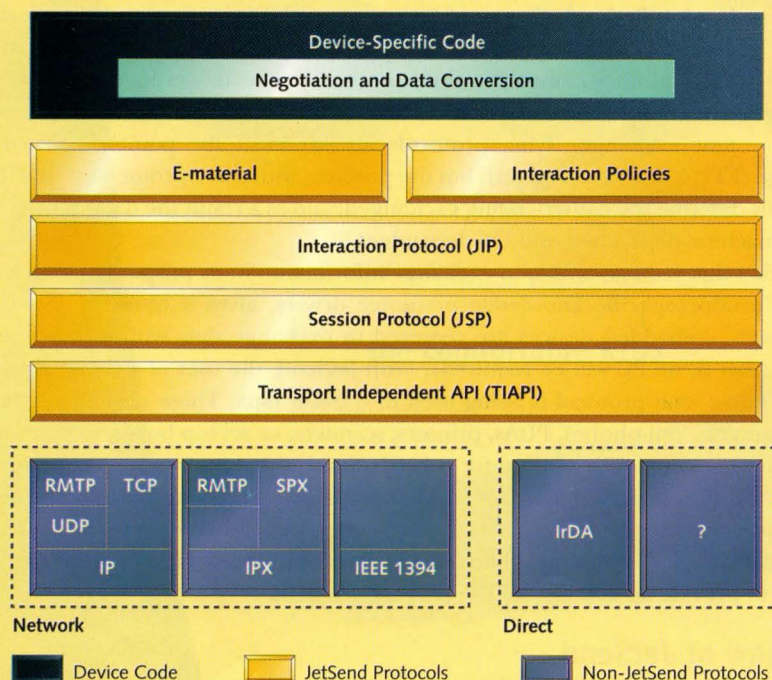 Device-Specific Code
Negotiation and Data Conversion
E-material Interaction Policies
Interaction Protocol (JIP)
Session Protocol (JSP)
Transport Independent API (TIAPI)
RMTP TCP RMTP SPX
UDP
IP IPX IEEE 1394
IrDA ?
Network Direct
Device Code JetSend Protocols Non-JetSend Protocols